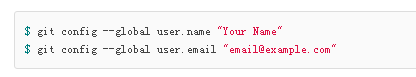 $ git config --global user.name "Your Name"
$ git config --global user.email "email@example.com"